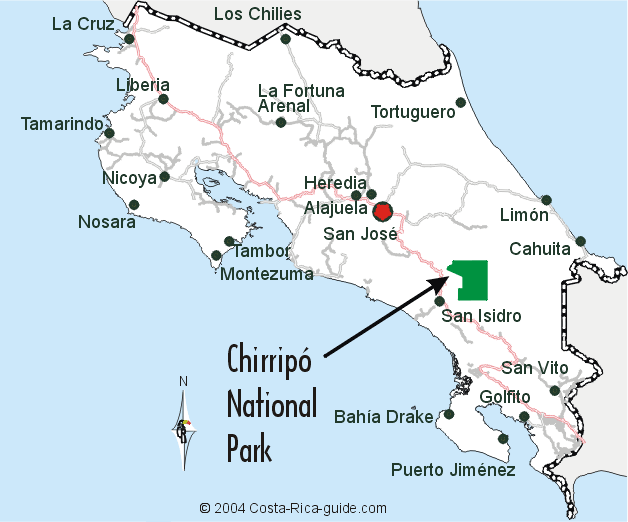 Los Chilies
La Cruz
Liberia
La Fortuna
Arenal
Tortuguero
Tamarindo
Nicoya
Heredia
Alajuela
Nosara
San José
Limón
Cahuita
Tambor
Montezuma
San Isidro
Chirripó
National
Park
San Vito
Golfito
Bahía Drake
Puerto Jiménez
N
© 2004 Costa-Rica-guide.com